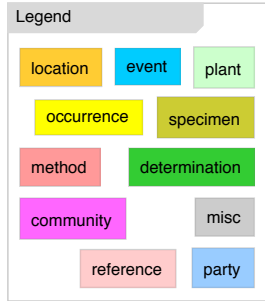 Legend
location event plant
occurrence specimen
method determination
community misc
reference party